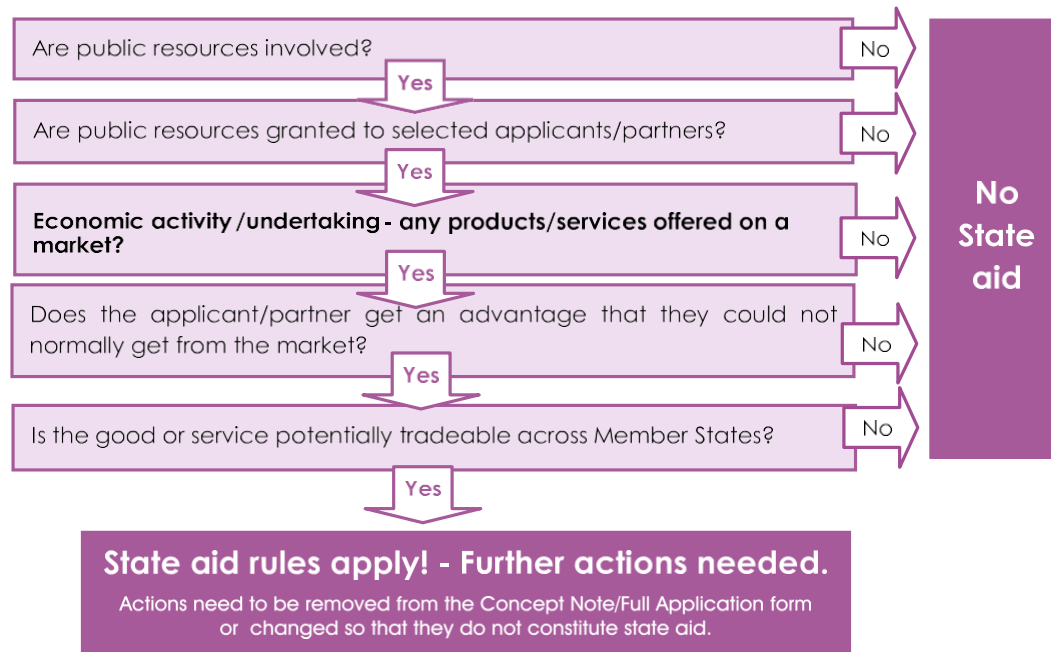 Are public resources involved?
No
Yes
Are public resources granted to selected applicants/partners?
No
Yes
Economic activity /undertaking - any products/services offered on a
market?
No
Yes
Does the applicant/partner get an advantage that they could not
normally get from the market?
No
Yes
Is the good or service potentially tradeable across Member States?
No
Yes
No
State
aid
State aid rules apply! - Further actions needed.
Actions need to be removed from the Concept Note/Full Application form
or changed so that they do not constitute state aid.